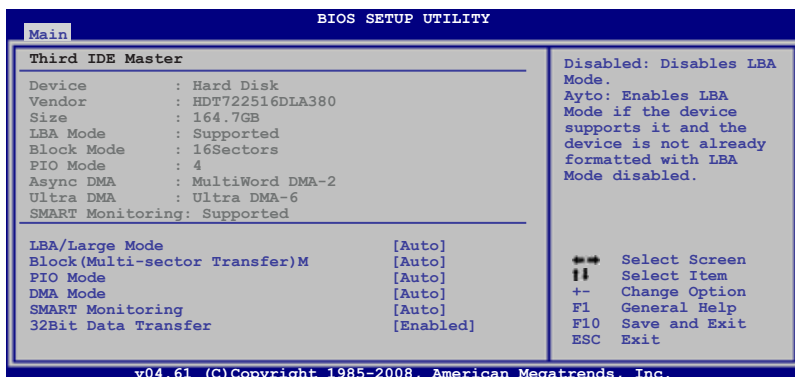 BIOS SETUP UTILITY
Main
Third IDE Master
Device : Hard Disk
Vendor : HDT722516DLA380
Size : 164.7GB
LBA Mode : Supported
Block Mode : 16Sectors
PIO Mode : 4
Async DMA : MultiWord DMA-2
Ultra DMA : Ultra DMA-6
SMART Monitoring: Supported
LBA/Large Mode [Auto]
Block(Multi-sector Transfer)M [Auto]
PIO Mode [Auto]
DMA Mode [Auto]
SMART Monitoring [Auto]
32Bit Data Transfer [Enabled]
Disabled: Disables LBA
Mode.
Ayto: Enables LBA
Mode if the device
supports it and the
device is not already
formatted with LBA
Mode disabled.
←→ Select Screen
↑↓ Select Item
+- Change Option
F1 General Help
F10 Save and Exit
ESC Exit
v04.61 (C)Copyright 1985-2008, American Megatrends, Inc.